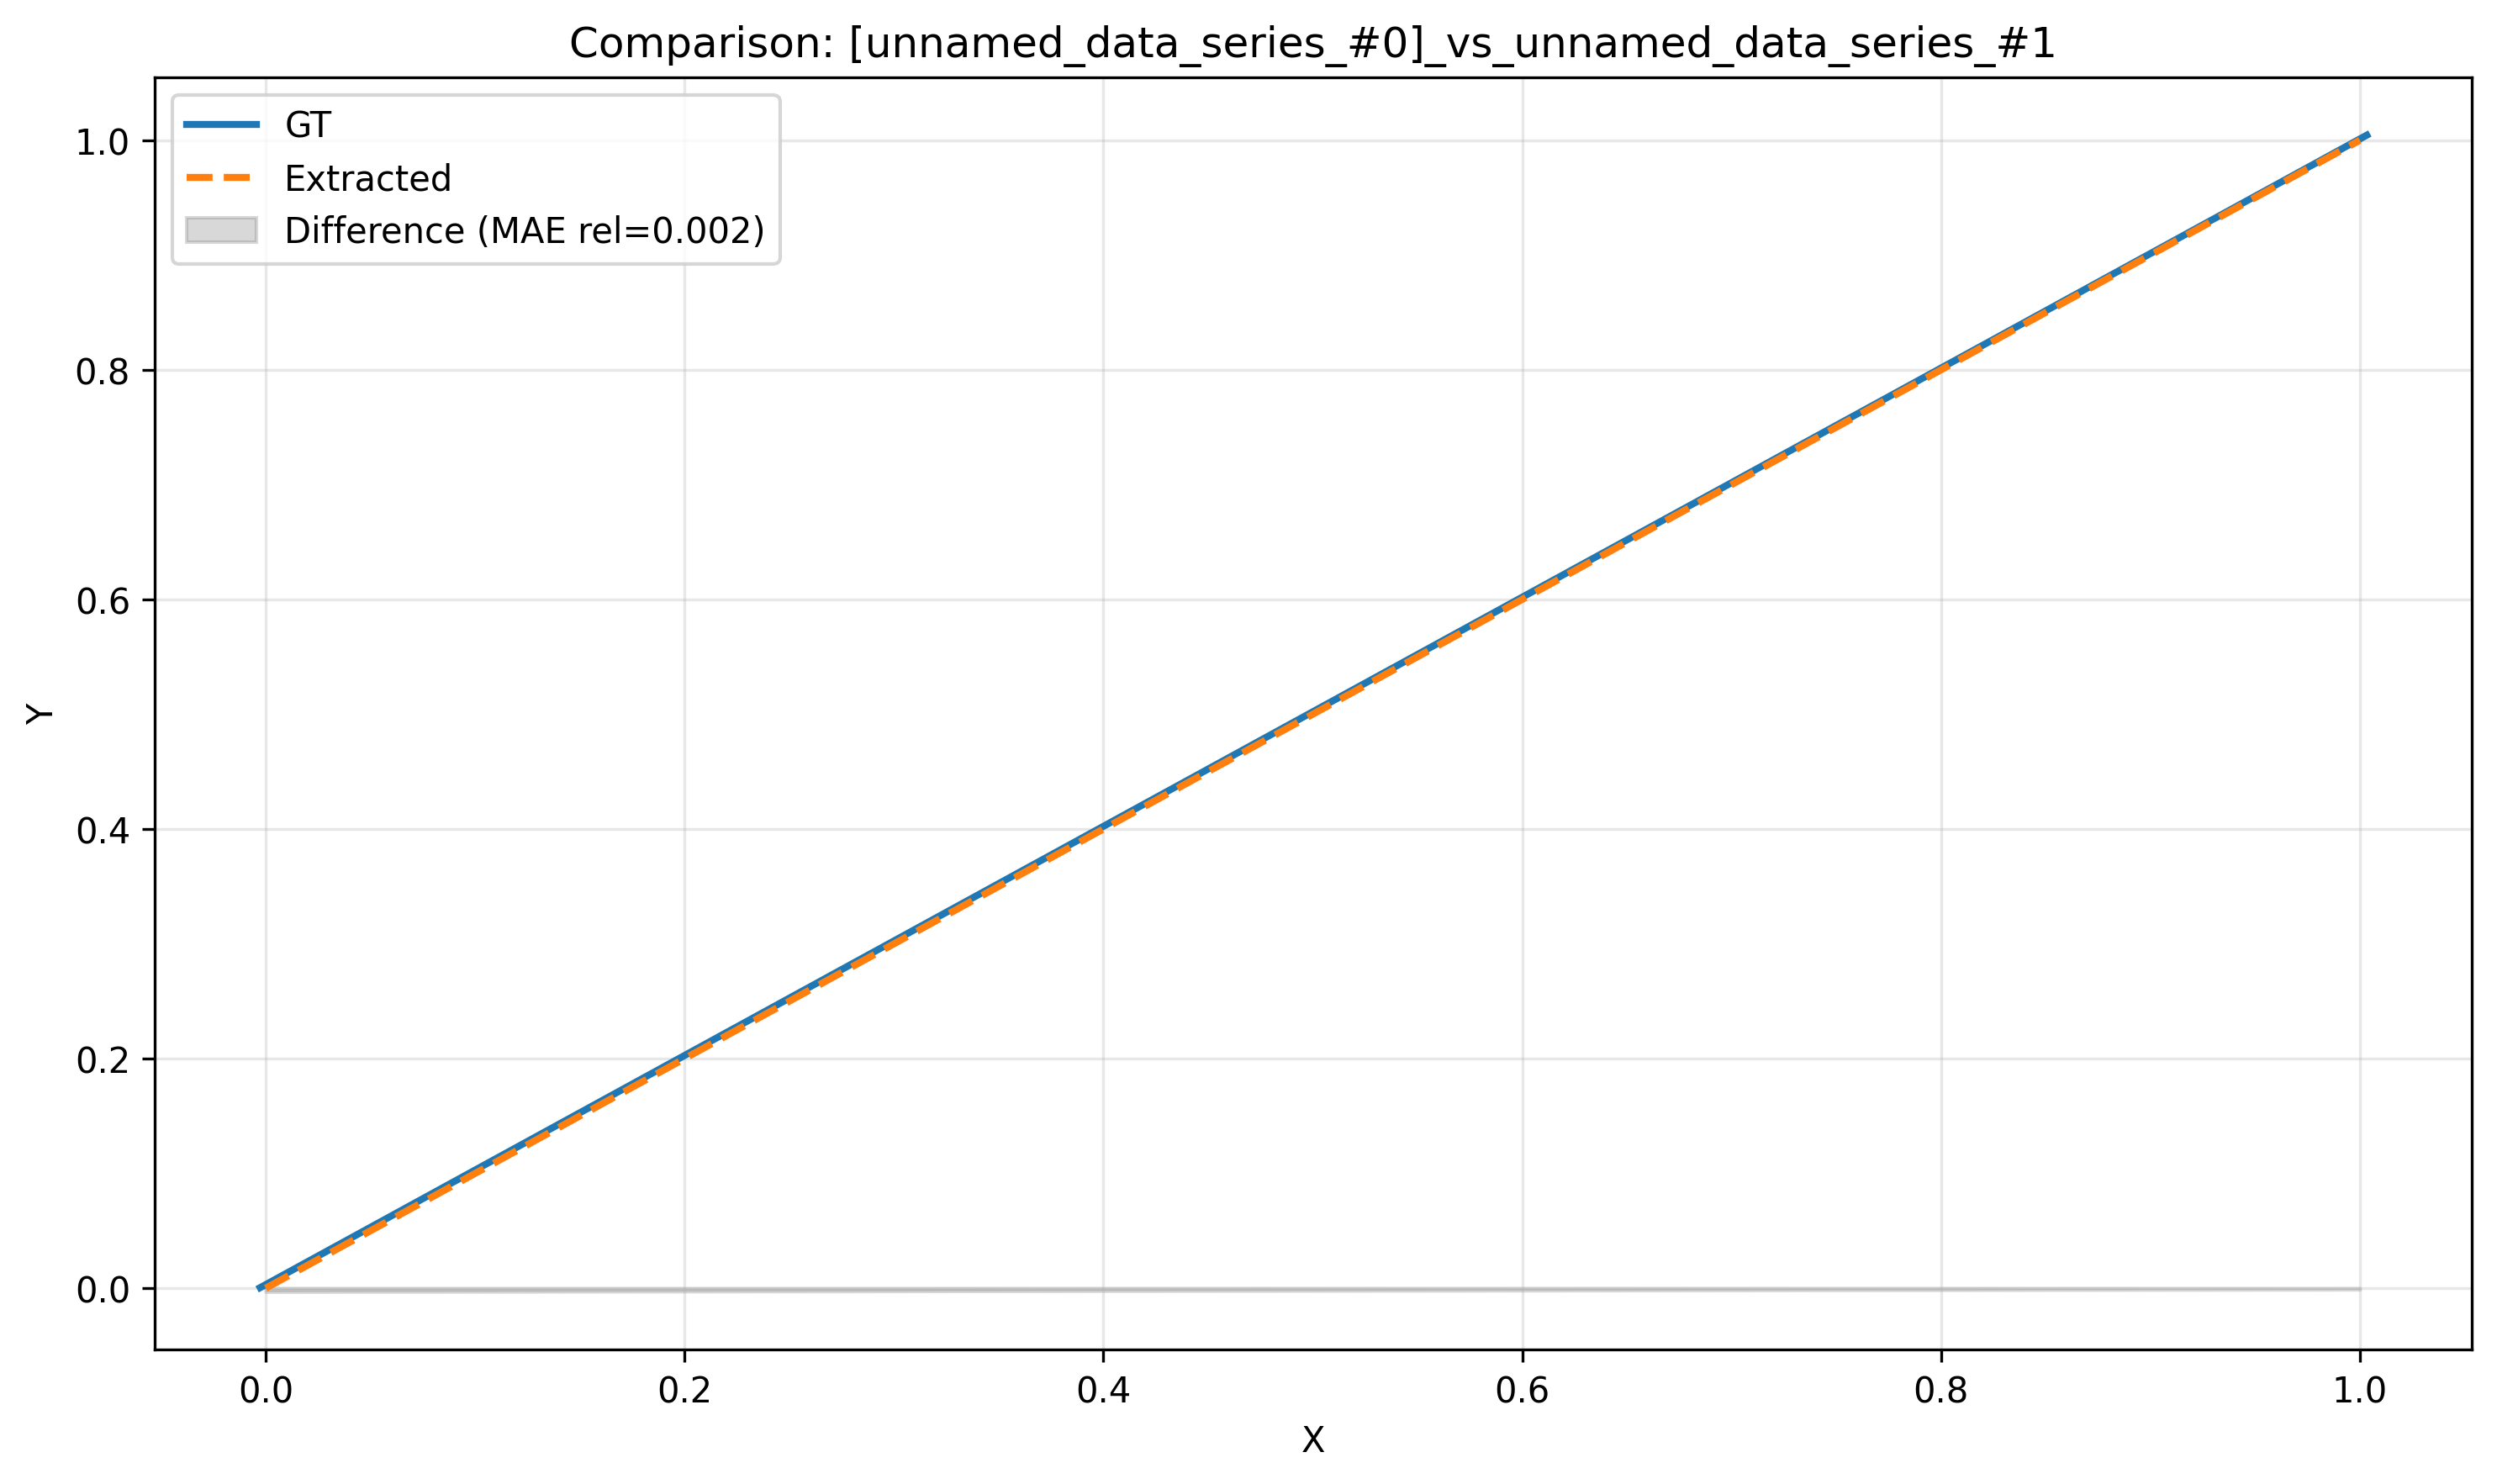 Comparison: [unnamed_data_series_#0]_vs_unnamed_data_series_#1
GT
Extracted
Difference (MAE rel=0.002)
1.0
0.8
0.6
0.4
0.2
0.0
Y
0.0 0.2 0.4 0.6 0.8 1.0
X